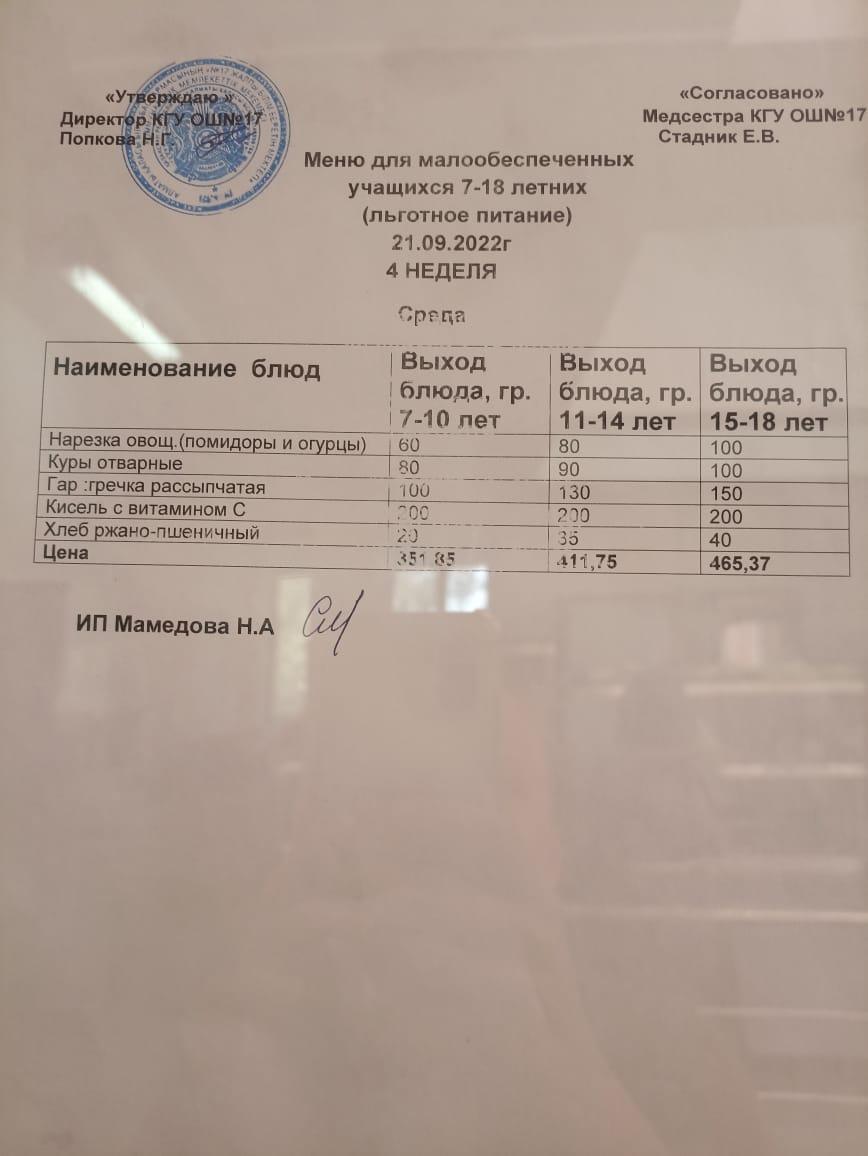 «Утверждаю »
Директор КГУ ОШ№17
Попкова Н.Г.
«Согласовано»
Медсестра КГУ ОШ№17
Стадник Е.В.
Меню для малообеспеченных
учащихся 7-18 летних
(льготное питание)
21.09.2022г
4 НЕДЕЛЯ
Среда
Наименование блюд Выход блюда, гр. 7-10 лет Выход блюда, гр. 11-14 лет Выход блюда, гр. 15-18 лет
Нарезка овощ.(помидоры и огурцы) 60 80 100
Куры отварные 80 90 100
Гар :гречка рассыпчатая 100 130 150
Кисель с витамином С 200 200 200
Хлеб ржано-пшеничный 20 35 40
Цена 351,85 411,75 465,37
ИП Мамедова Н.А